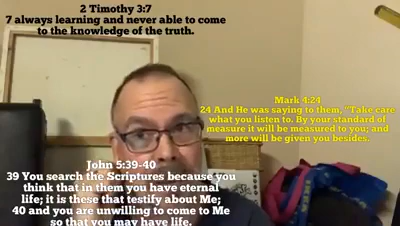 2 Timothy 3:7
7 always learning and never able to come
to the knowledge of the truth.
Mark 4:24
24 And He was saying to them, "Take care
what you listen to. By your standard of
measure it will be measured to you; and
more will be given you besides.
John 5:39-40
39 You search the Scriptures because you
think that in them you have eternal
life; it is these that testify about Me;
40 and you are unwilling to come to Me
so that you may have life.